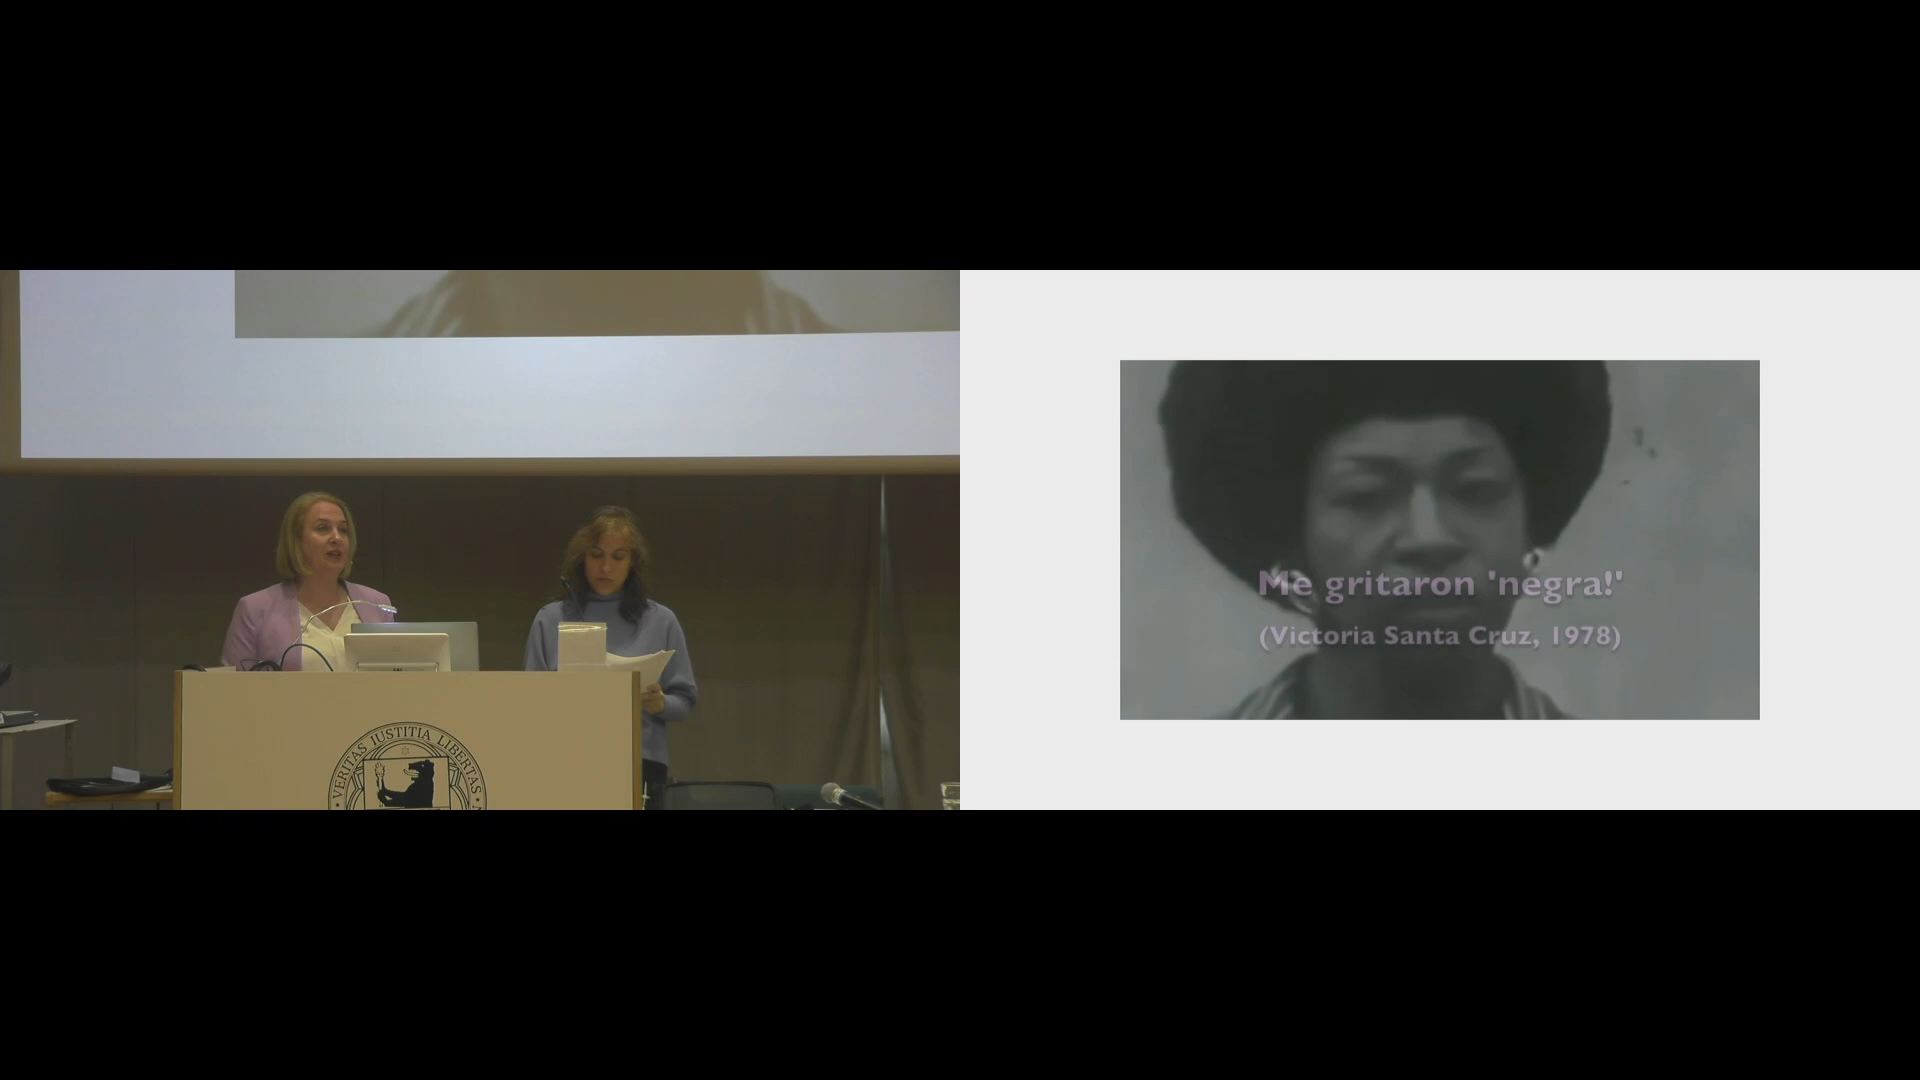 VERITAS IUSTITIA LIBERTAS
Me gritaron 'negra!'
(Victoria Santa Cruz, 1978)